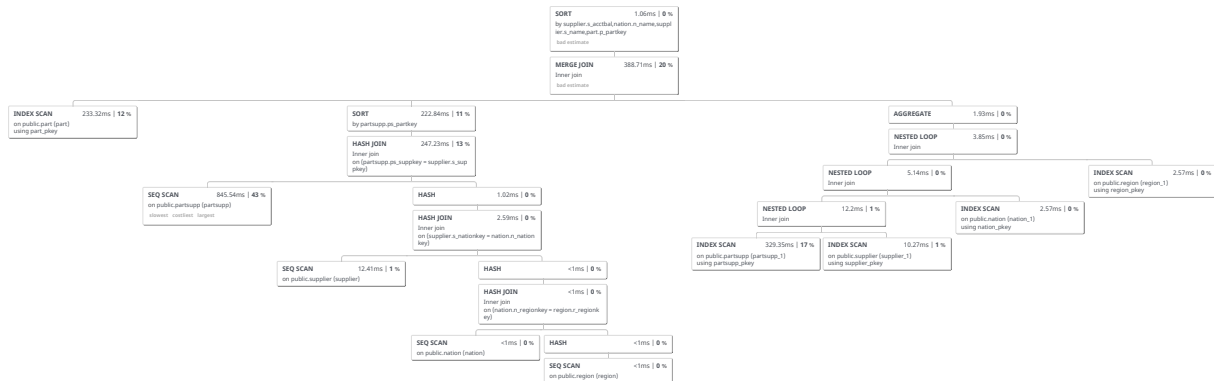 SORT 1.06ms | 0 %
by supplier.s_acctbal,nation.n_name,suppl
ier.s_name,part.p_partkey
bad estimate
MERGE JOIN 388.71ms | 20 %
Inner join
bad estimate
INDEX SCAN 233.32ms | 12 %
on public.part (part)
using part_pkey
SORT 222.84ms | 11 %
by partsupp.ps_partkey
AGGREGATE 1.93ms | 0 %
HASH JOIN 247.23ms | 13 %
Inner join
on (partsupp.ps_suppkey = supplier.s_sup
pkey)
NESTED LOOP 3.85ms | 0 %
Inner join
NESTED LOOP 5.14ms | 0 %
Inner join
INDEX SCAN 2.57ms | 0 %
on public.region (region_1)
using region_pkey
SEQ SCAN 845.54ms | 43 %
on public.partsupp (partsupp)
slowest costliest largest
HASH 1.02ms | 0 %
NESTED LOOP 12.2ms | 1 %
Inner join
INDEX SCAN 2.57ms | 0 %
on public.nation (nation_1)
using nation_pkey
HASH JOIN 2.59ms | 0 %
Inner join
on (supplier.s_nationkey = nation.n_nation
key)
INDEX SCAN 329.35ms | 17 %
on public.partsupp (partsupp_1)
using partsupp_pkey
INDEX SCAN 10.27ms | 1 %
on public.supplier (supplier_1)
using supplier_pkey
SEQ SCAN 12.41ms | 1 %
on public.supplier (supplier)
HASH <1ms | 0 %
HASH JOIN <1ms | 0 %
Inner join
on (nation.n_regionkey = region.r_regionk
ey)
SEQ SCAN <1ms | 0 %
on public.nation (nation)
HASH <1ms | 0 %
SEQ SCAN <1ms | 0 %
on public.region (region)